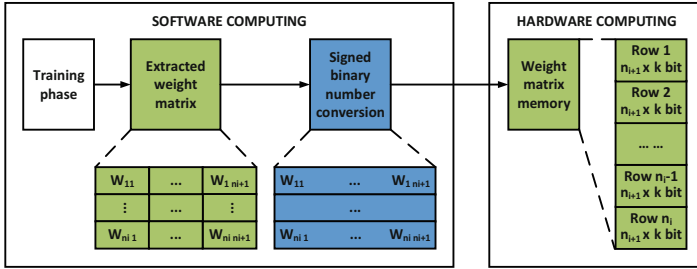 SOFTWARE COMPUTING
HARDWARE COMPUTING
Training
phase
Extracted
weight
matrix
Signed
binary
number
conversion
Weight
matrix
memory
Row 1
nᵢ₊₁ x k bit
Row 2
nᵢ₊₁ x k bit
... ...
Row nᵢ-1
nᵢ₊₁ x k bit
Row nᵢ
nᵢ₊₁ x k bit
W₁₁ ... W₁ ₙᵢ₊₁
⋮ ... ⋮
Wₙᵢ ₁ ... Wₙᵢ ₙᵢ₊₁
W₁₁ ... W₁ ₙᵢ₊₁
...
Wₙᵢ ₁ ... Wₙᵢ ₙᵢ₊₁